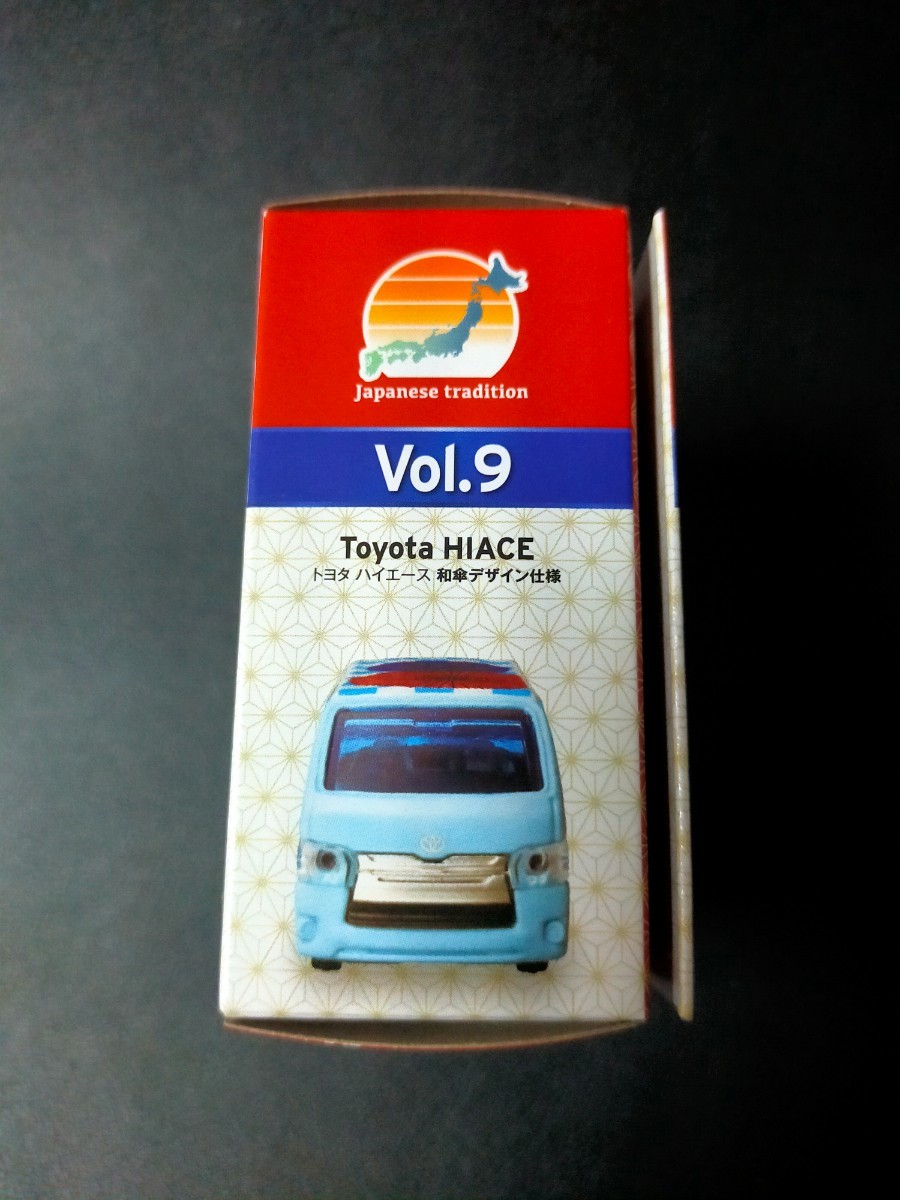 Japanese tradition
Vol.9
Toyota HIACE
トヨタ ハイエース 和傘デザイン仕様